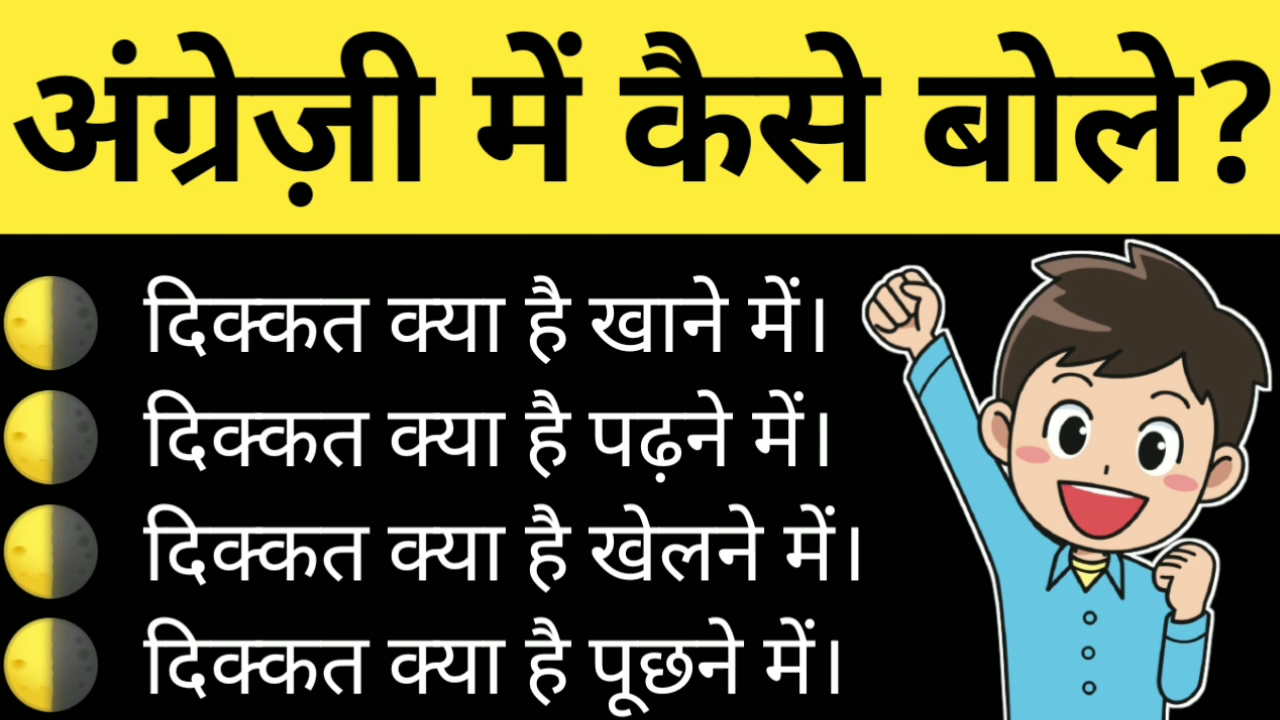 अंग्रेज़ी में कैसे बोले?
दिक्कत क्या है खाने में।
दिक्कत क्या है पढ़ने में।
दिक्कत क्या है खेलने में।
दिक्कत क्या है पूछने में।